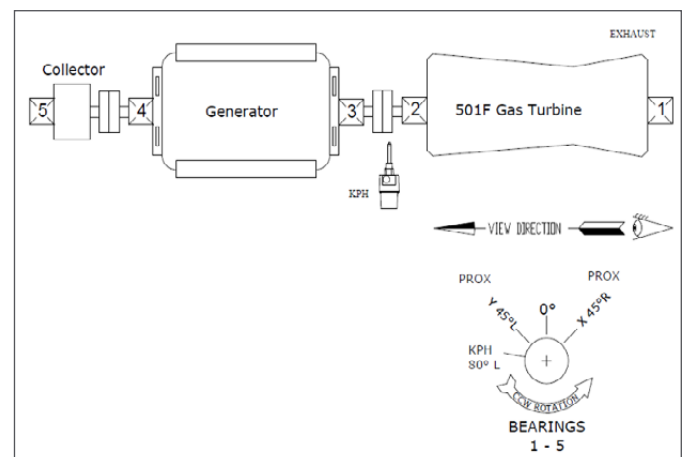 EXHAUST
Collector
5
4
Generator
3
2
501F Gas Turbine
1
KPH
VIEW DIRECTION
PROX
PROX
Y 45°L
0°
X 45°R
KPH
80° L
CCW ROTATION
BEARINGS
1 - 5